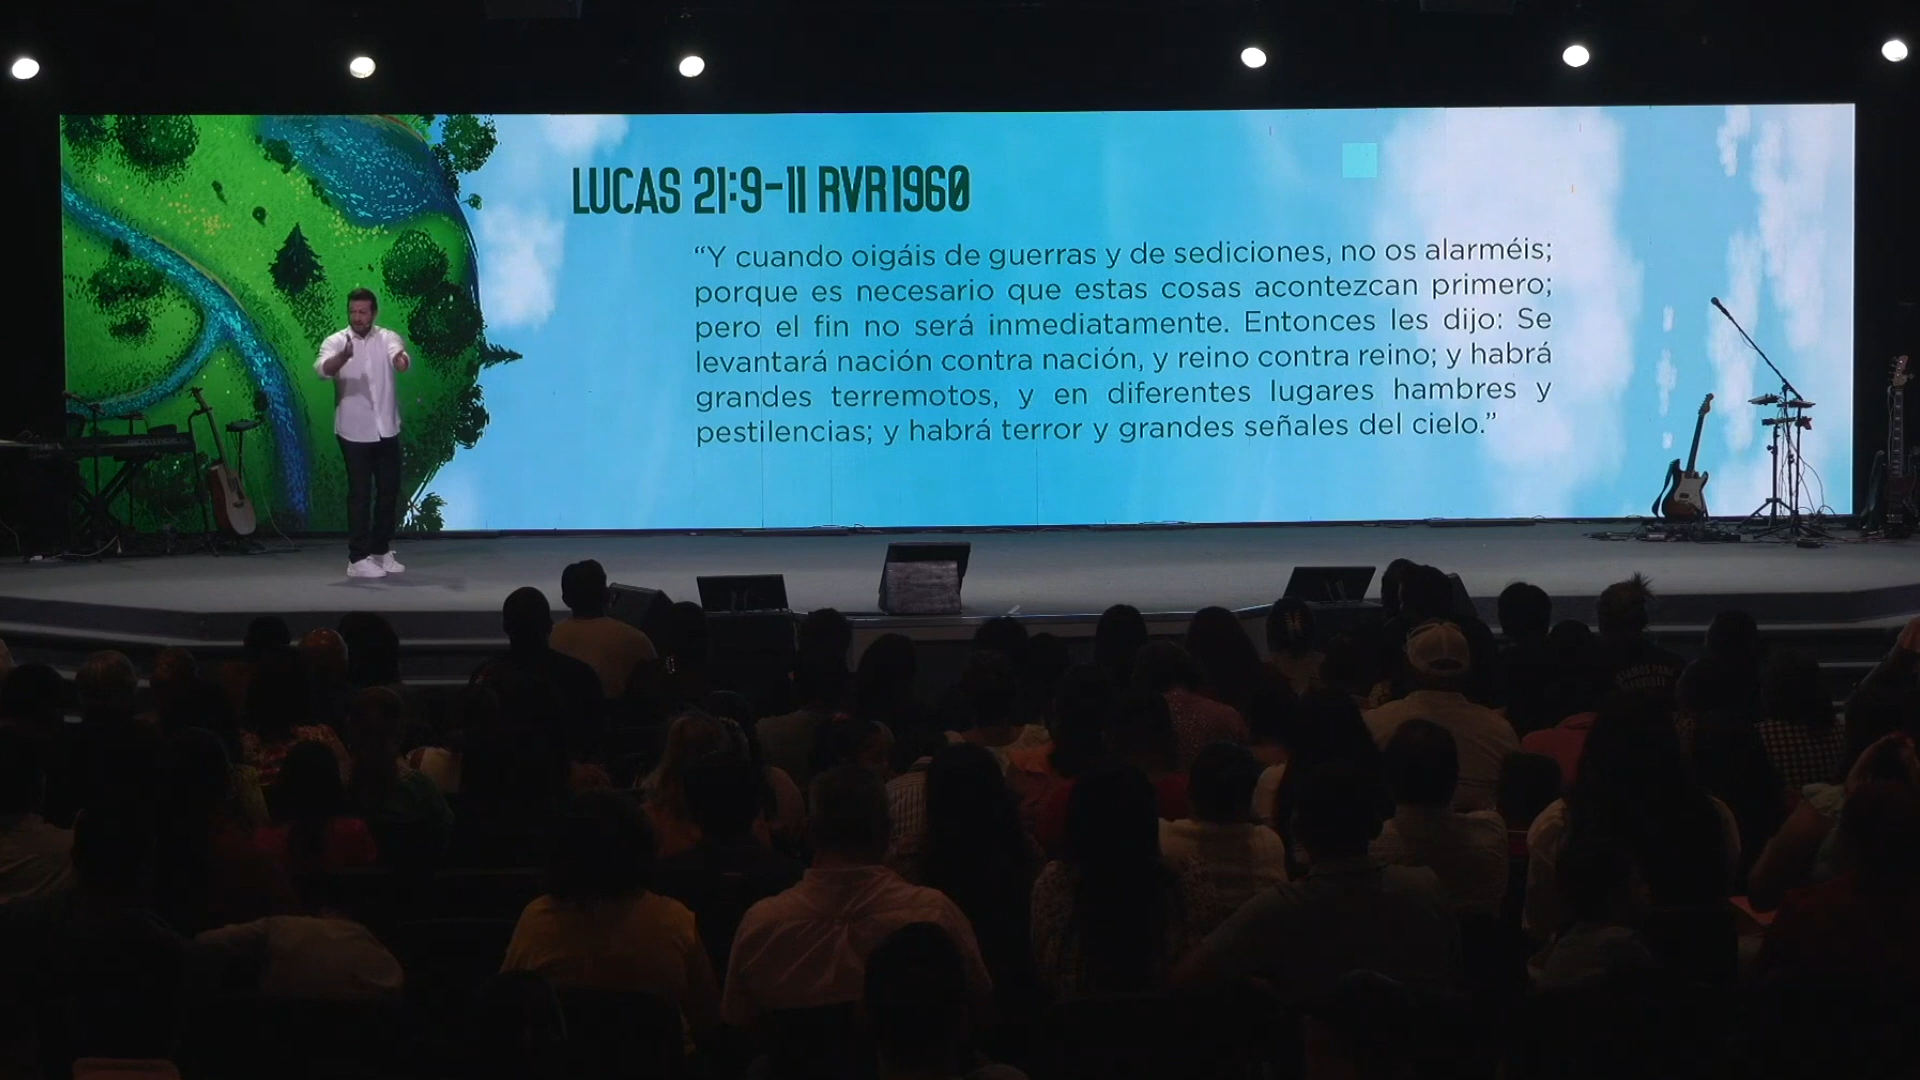 LUCAS 21:9-11 RVR1960
“Y cuando oigáis de guerras y de sediciones, no os alarméis;
porque es necesario que estas cosas acontezcan primero;
pero el fin no será inmediatamente. Entonces les dijo: Se
levantará nación contra nación, y reino contra reino; y habrá
grandes terremotos, y en diferentes lugares hambres y
pestilencias; y habrá terror y grandes señales del cielo.”